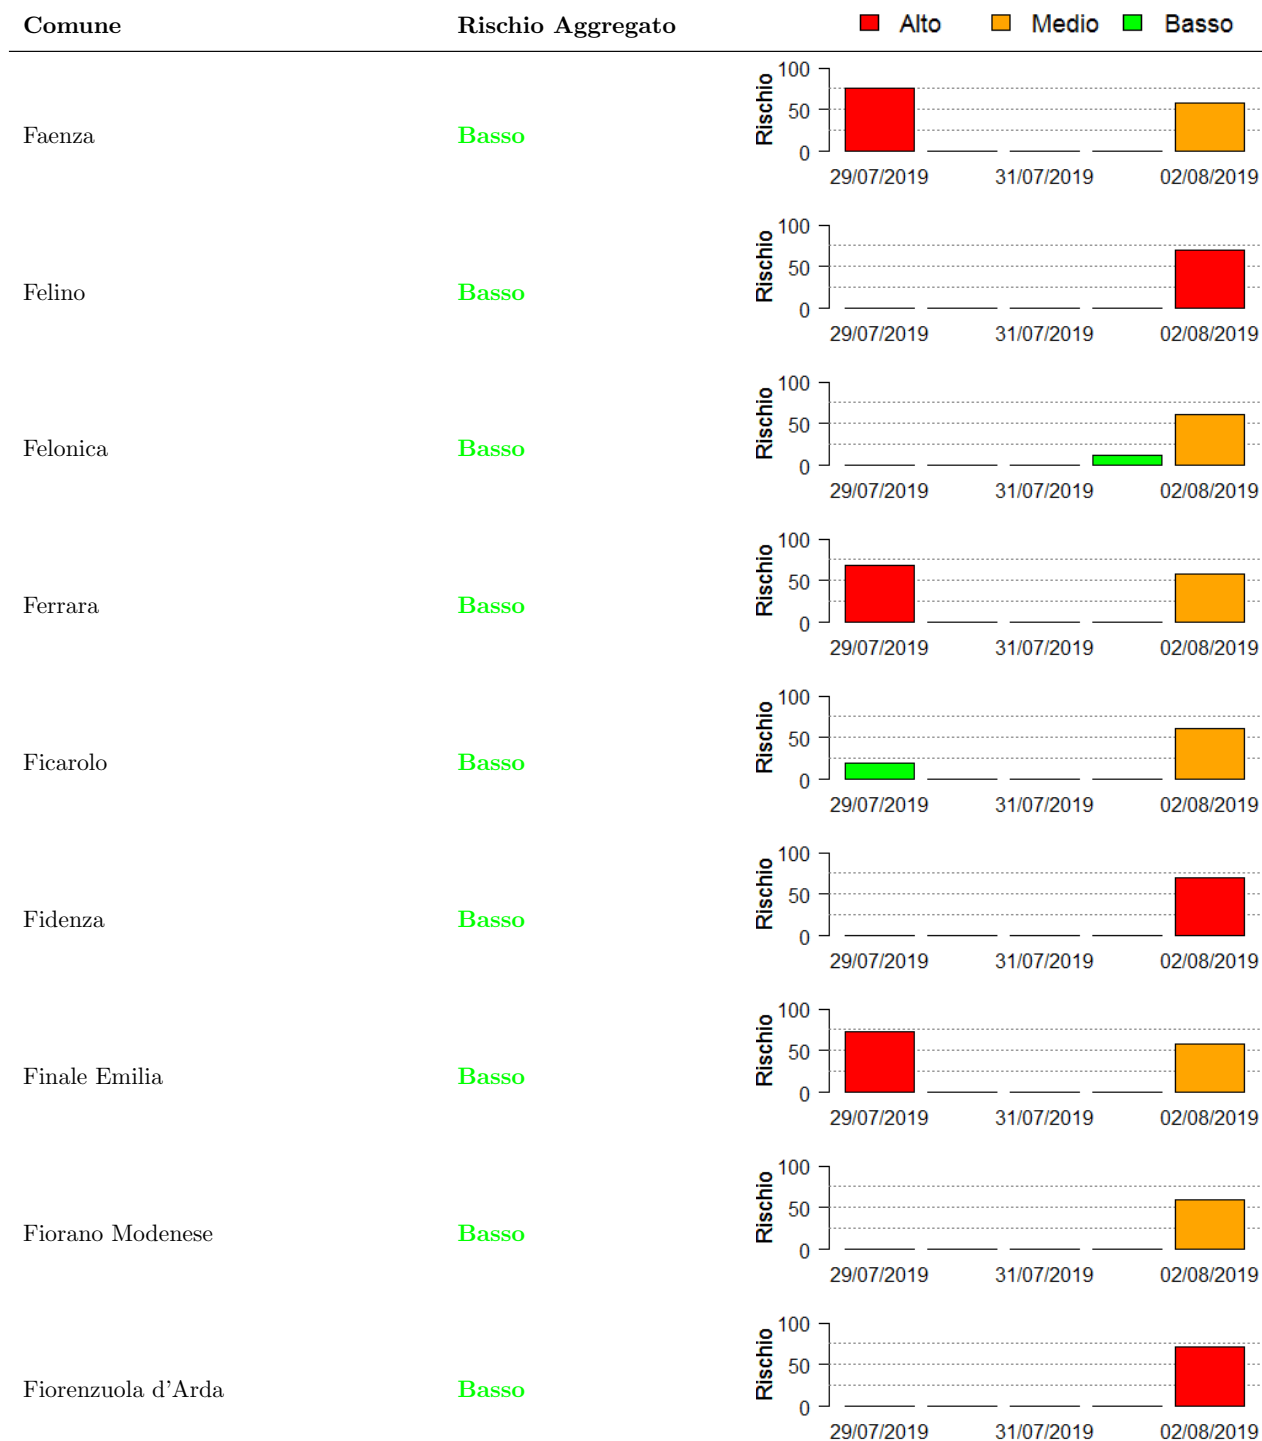 Comune Rischio Aggregato Alto Medio Basso
Faenza Basso
Rischio
100
50
0
29/07/2019 31/07/2019 02/08/2019
Felino Basso
Rischio
100
50
0
29/07/2019 31/07/2019 02/08/2019
Felonica Basso
Rischio
100
50
0
29/07/2019 31/07/2019 02/08/2019
Ferrara Basso
Rischio
100
50
0
29/07/2019 31/07/2019 02/08/2019
Ficarolo Basso
Rischio
100
50
0
29/07/2019 31/07/2019 02/08/2019
Fidenza Basso
Rischio
100
50
0
29/07/2019 31/07/2019 02/08/2019
Finale Emilia Basso
Rischio
100
50
0
29/07/2019 31/07/2019 02/08/2019
Fiorano Modenese Basso
Rischio
100
50
0
29/07/2019 31/07/2019 02/08/2019
Fiorenzuola d'Arda Basso
Rischio
100
50
0
29/07/2019 31/07/2019 02/08/2019